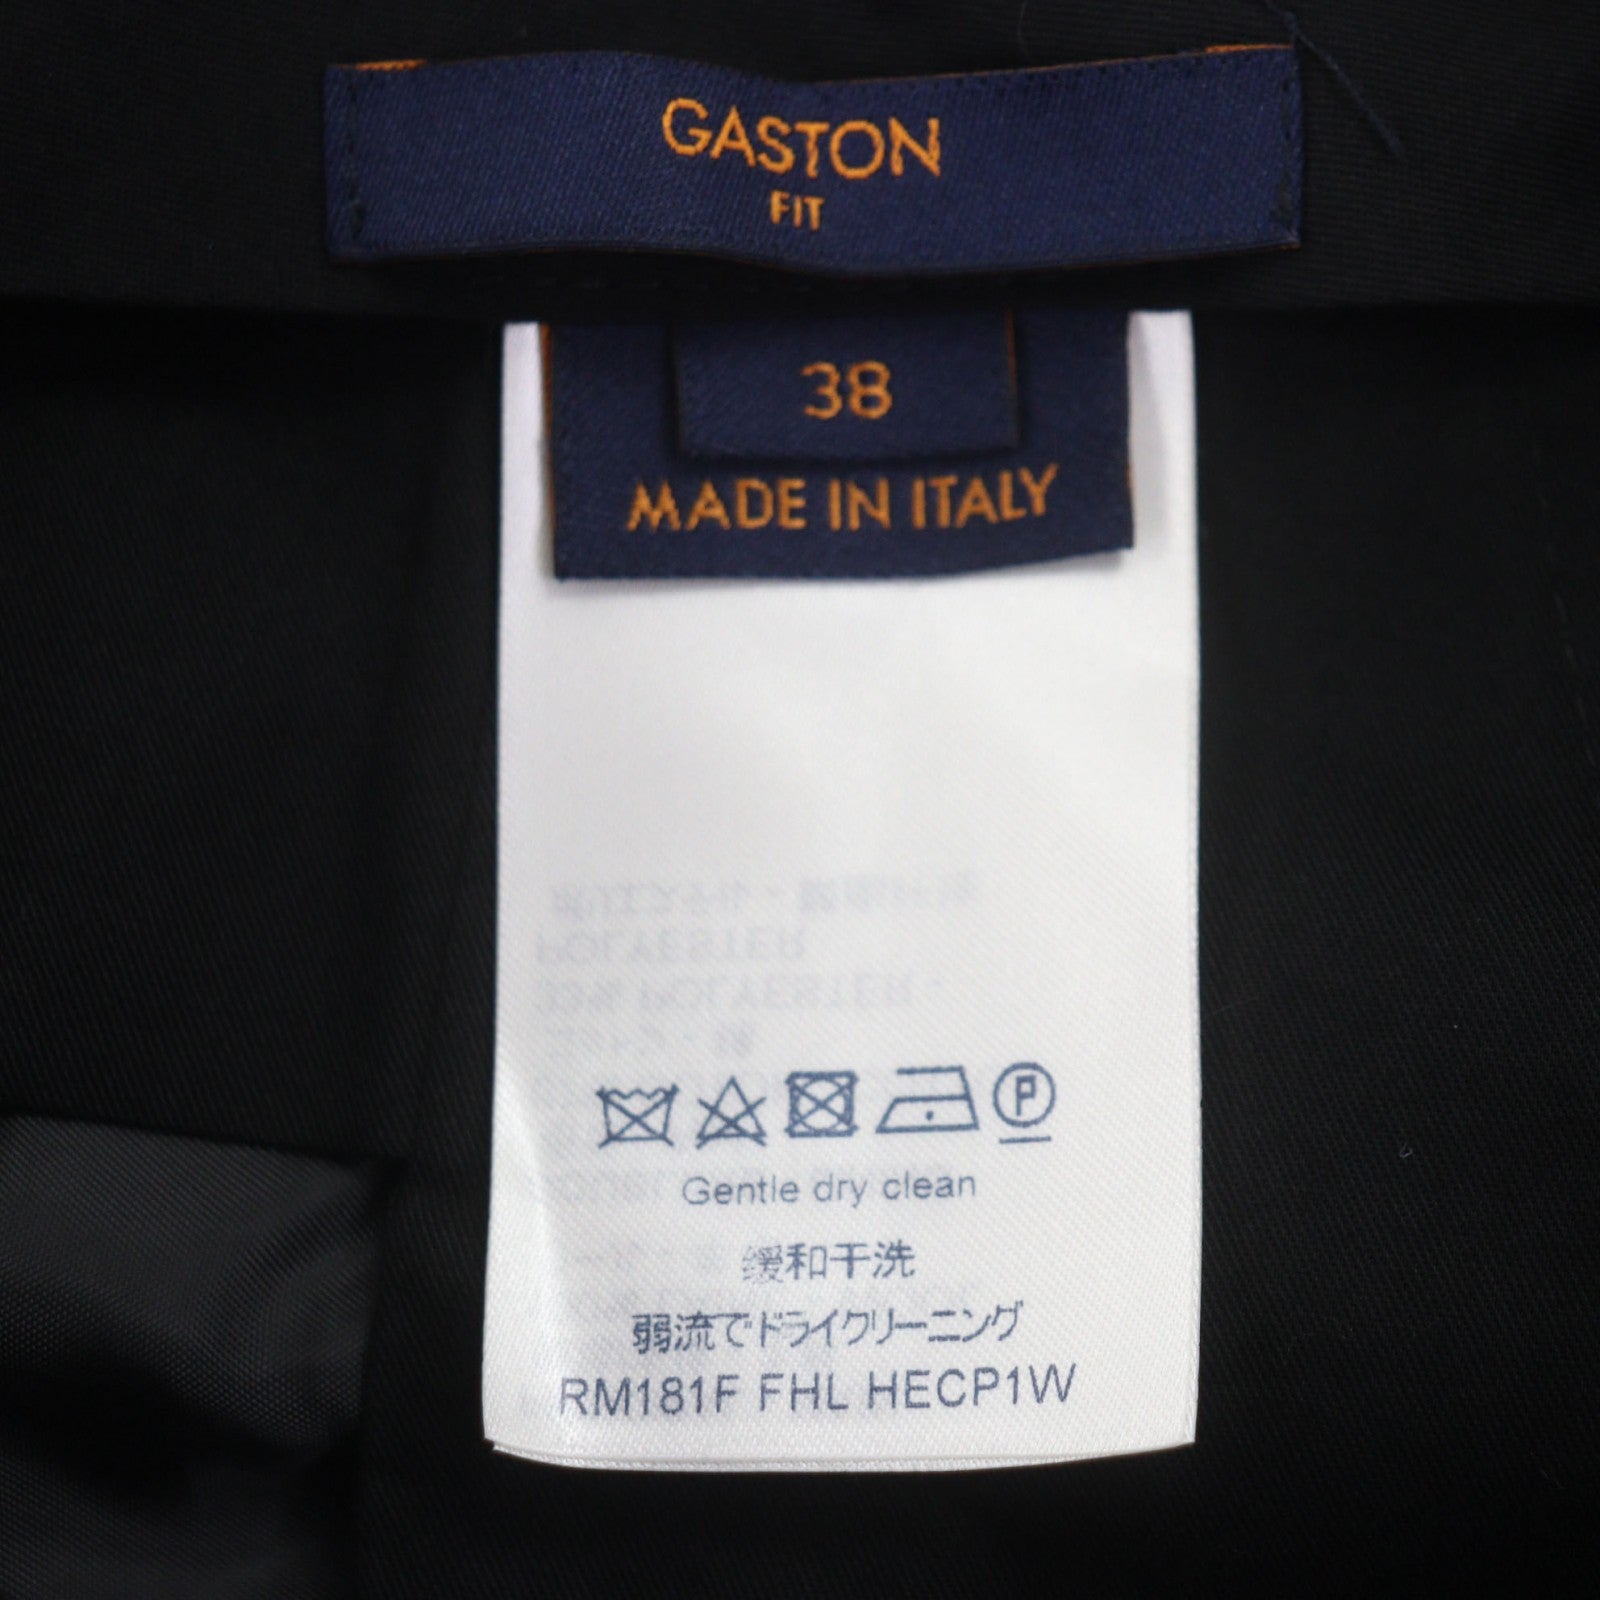 GASTON
FIT
38
MADE IN ITALY
P
Gentle dry clean
缓和干洗
弱流でドライクリーニング
RM181F FHL HECP1W